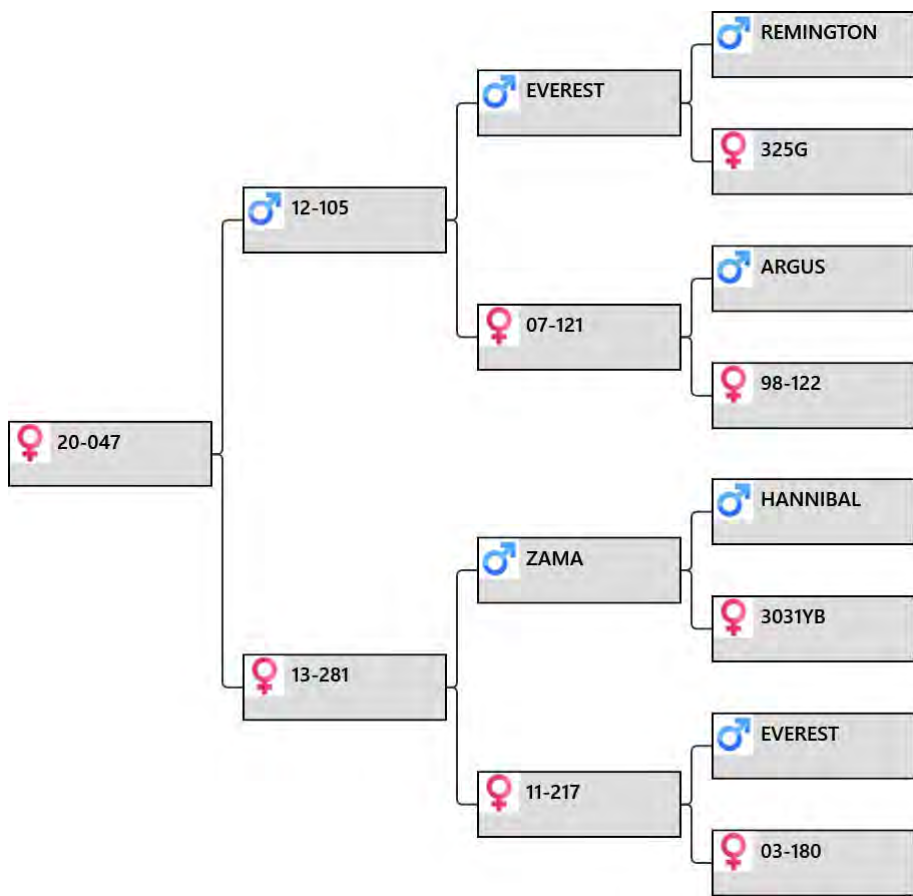 REMINGTON
EVEREST
325G
12-105
ARGUS
07-121
98-122
20-047
HANNIBAL
ZAMA
3031YB
13-281
EVEREST
11-217
03-180